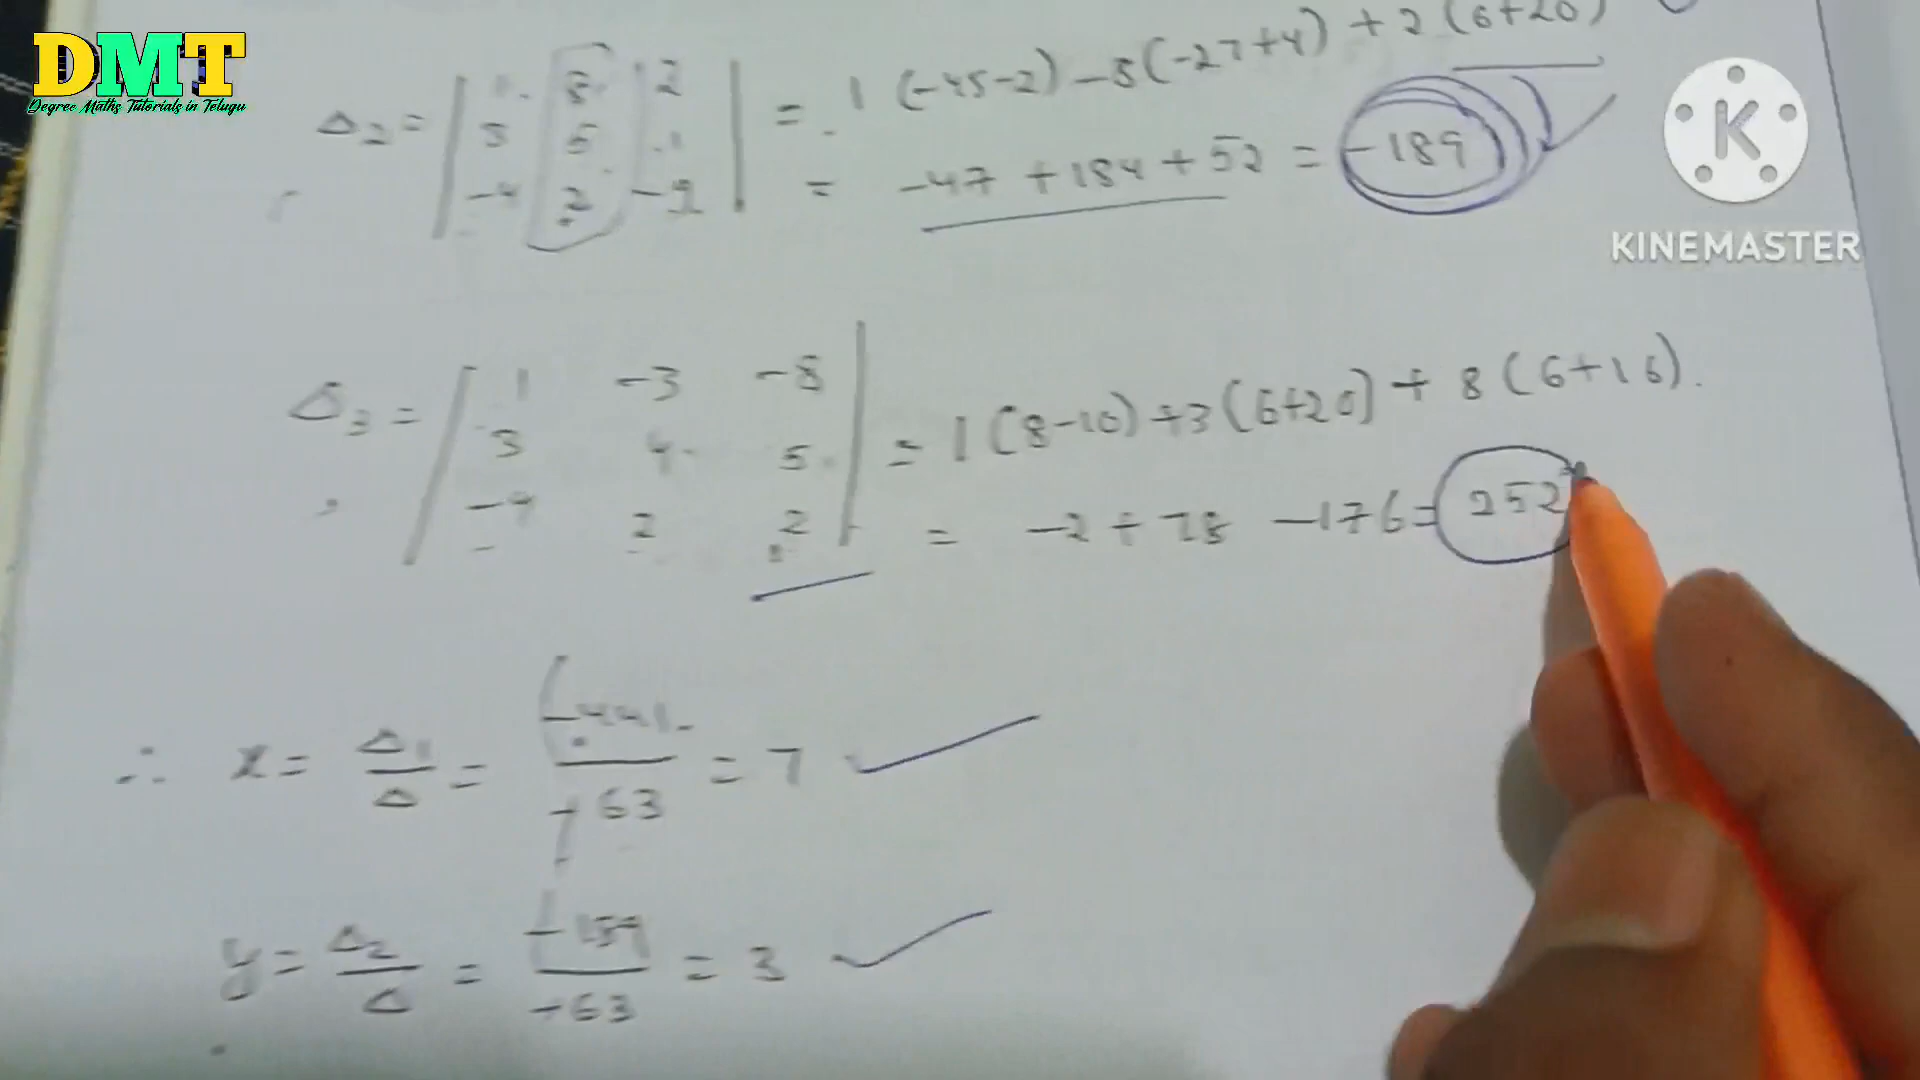 DMT
Degree Maths Tutorials in Telugu
KINEMASTER
Δ₂ = | 1 8 2 | = 1 (-45-2) -8 (-27+4) + 2 (6+20)
| 3 5 1 |
| -4 2 -9 | = -47 + 184 + 52 = -189
Δ₃ = | 1 -3 -8 | = 1 (8-10) + 3 (6+20) + 8 (6+16).
| 3 4 5 |
| -4 2 2 | = -2 + 78 -176 = 252
∴ x = Δ₁/Δ = -441/-63 = 7 ✓
y = Δ₂/Δ = -189/-63 = 3 ✓